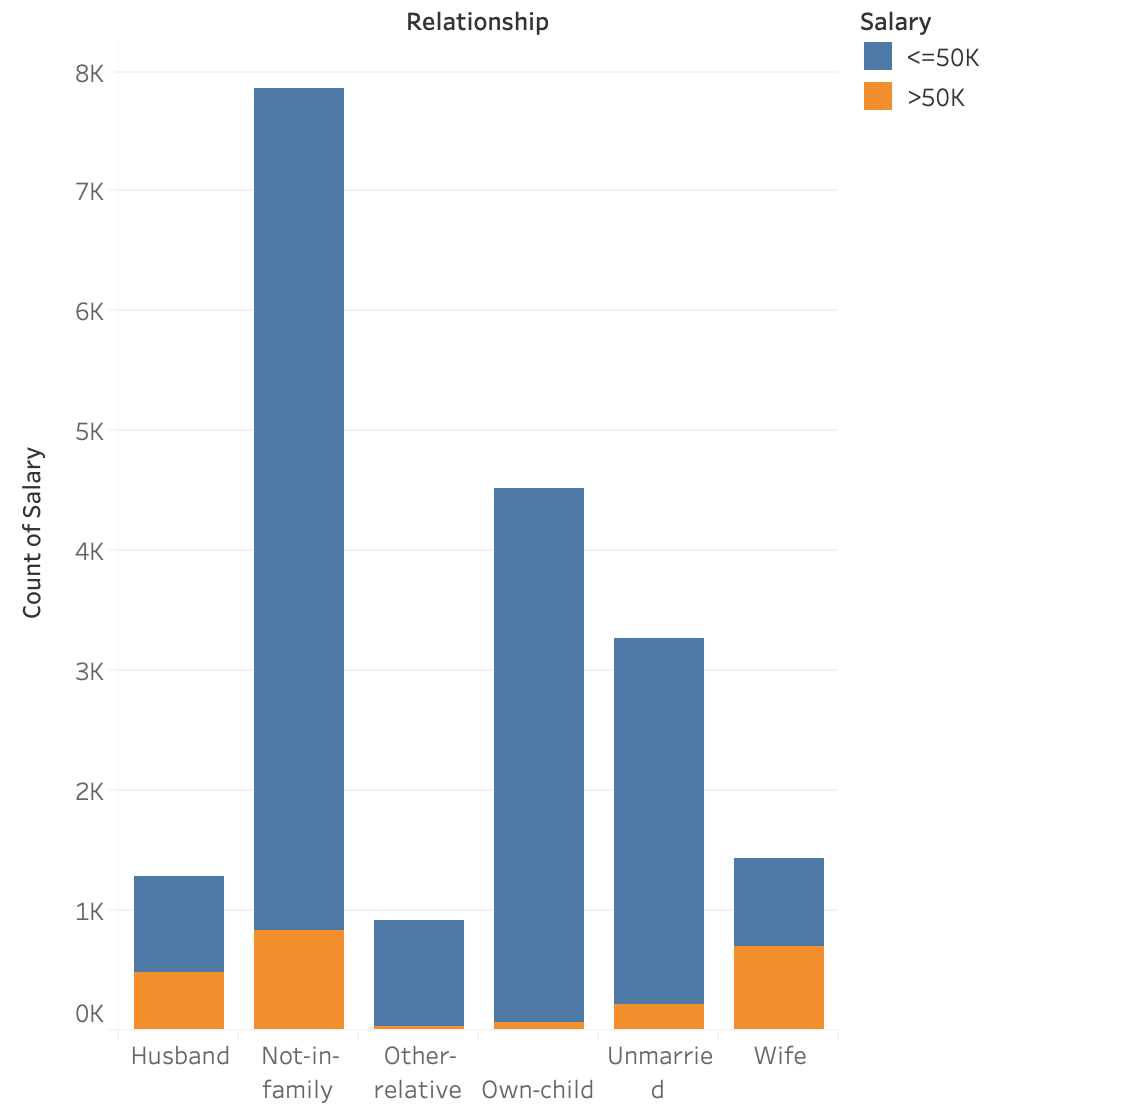 Relationship
Salary
<=50K
>50K
8K
7K
6K
5K
4K
3K
2K
1K
0K
Count of Salary
Husband
Not-in-
family
Other-
relative
Own-child
Unmarrie
d
Wife